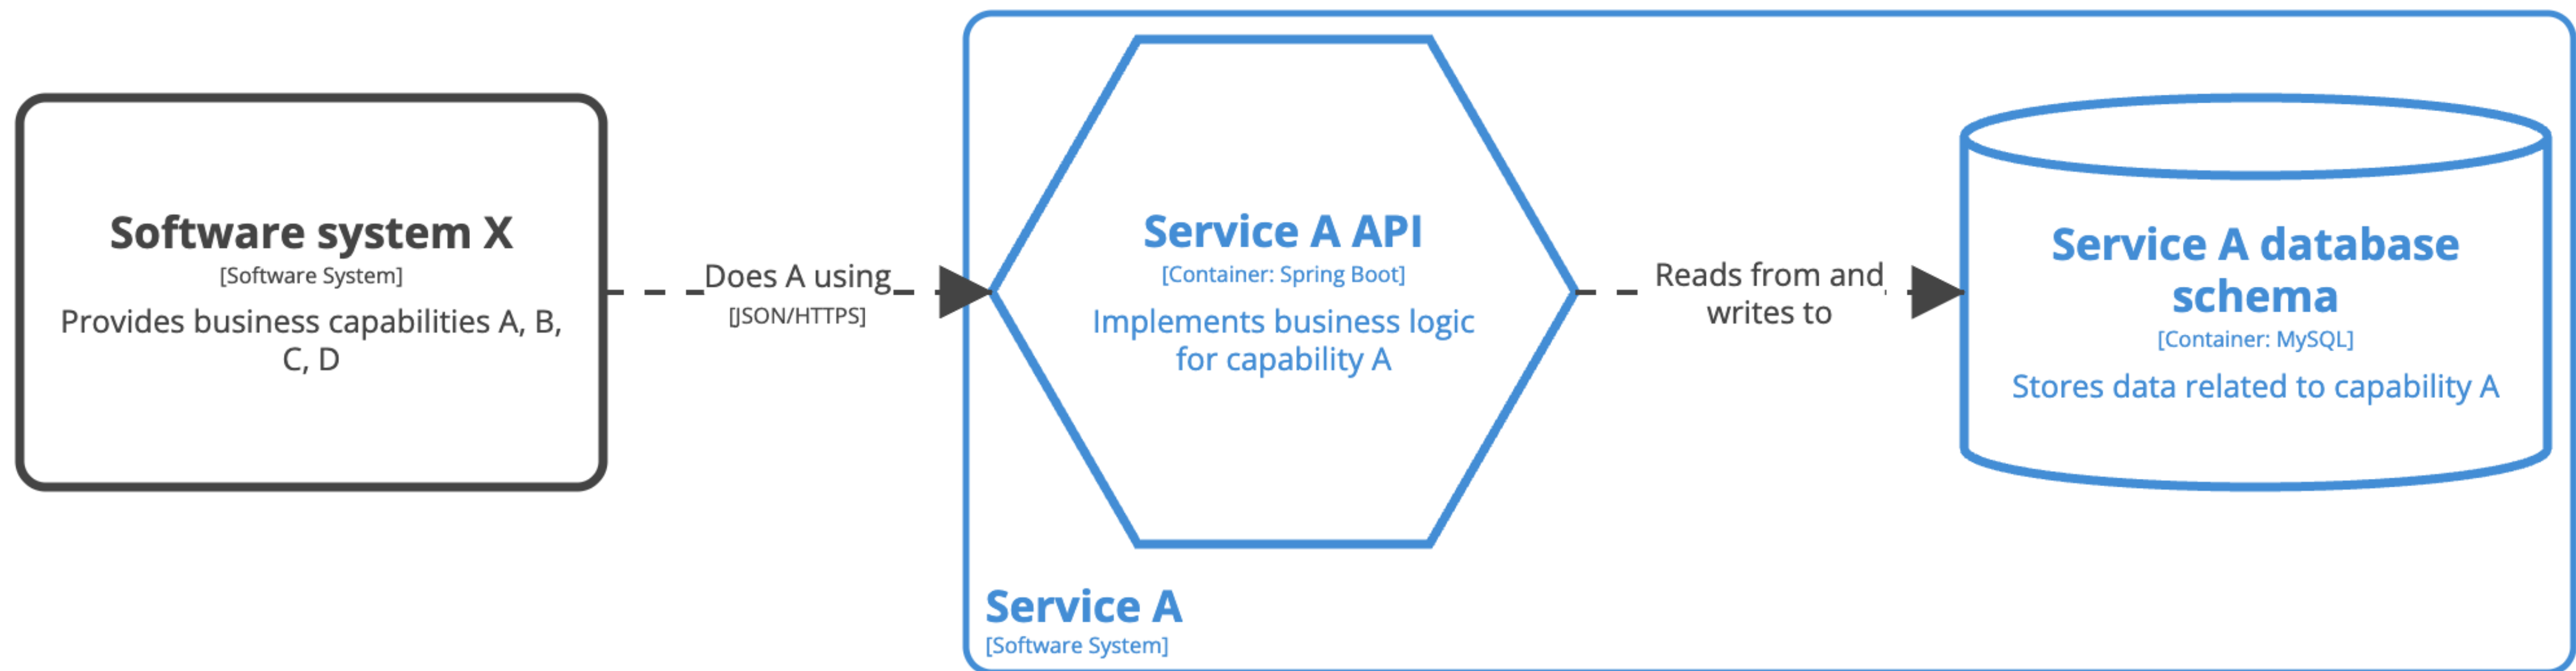 Software system X
[Software System]
Provides business capabilities A, B,
C, D
Does A using
[JSON/HTTPS]
Service A API
[Container: Spring Boot]
Implements business logic
for capability A
Reads from and
writes to
Service A database
schema
[Container: MySQL]
Stores data related to capability A
Service A
[Software System]